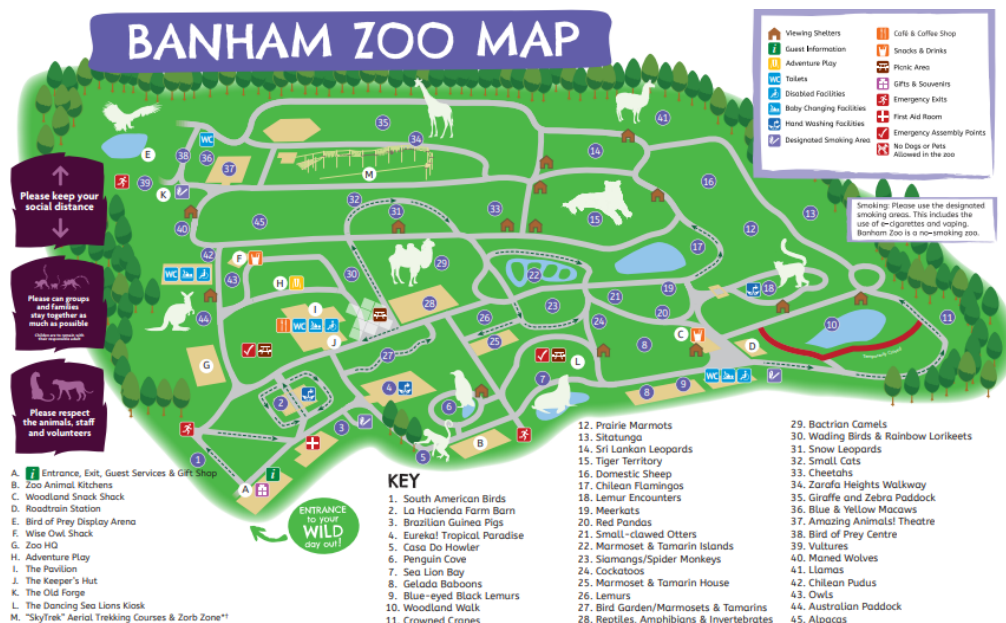 BANHAM ZOO MAP
Viewing Shelters
Guest Information
Adventure Play
Toilets
Disabled Facilities
Baby Changing Facilities
Hand Washing Facilities
Designated Smoking Area
Café & Coffee Shop
Snacks & Drinks
Picnic Area
Gifts & Souvenirs
Emergency Exits
First Aid Room
Emergency Assembly Points
No Dogs or Pets
Allowed in the zoo
Smoking: Please use the designated
smoking areas. This includes the
use of e-cigarettes and vaping.
Banham Zoo is a no-smoking zoo.
Please keep your
social distance
Please can groups
and families
stay together as
much as possible
Please respect
the animals, staff
and volunteers
ENTRANCE
to your
WILD
day out!
A. i Entrance, Exit, Guest Services & Gift Shop
B. Zoo Animal Kitchens
C. Woodland Snack Shack
D. Roadtrain Station
E. Bird of Prey Display Arena
F. Wise Owl Shack
G. Zoo HQ
H. Adventure Play
I. The Pavilion
J. The Keeper's Hut
K. The Old Forge
L. The Dancing Sea Lions Kiosk
M. "SkyTrek" Aerial Trekking Courses & Zorb Zone*†
KEY
1. South American Birds
2. La Hacienda Farm Barn
3. Brazilian Guinea Pigs
4. Eureka! Tropical Paradise
5. Casa Do Howler
6. Penguin Cove
7. Sea Lion Bay
8. Gelada Baboons
9. Blue-eyed Black Lemurs
10. Woodland Walk
11. Crowned Cranes
12. Prairie Marmots
13. Sitatunga
14. Sri Lankan Leopards
15. Tiger Territory
16. Domestic Sheep
17. Chilean Flamingos
18. Lemur Encounters
19. Meerkats
20. Red Pandas
21. Small-clawed Otters
22. Marmoset & Tamarin Islands
23. Siamangs/Spider Monkeys
24. Cockatoos
25. Marmoset & Tamarin House
26. Lemurs
27. Bird Garden/Marmosets & Tamarins
28. Reptiles, Amphibians & Invertebrates
29. Bactrian Camels
30. Wading Birds & Rainbow Lorikeets
31. Snow Leopards
32. Small Cats
33. Cheetahs
34. Zarafa Heights Walkway
35. Giraffe and Zebra Paddock
36. Blue & Yellow Macaws
37. Amazing Animals! Theatre
38. Bird of Prey Centre
39. Vultures
40. Maned Wolves
41. Llamas
42. Chilean Pudus
43. Owls
44. Australian Paddock
45. Alpacas